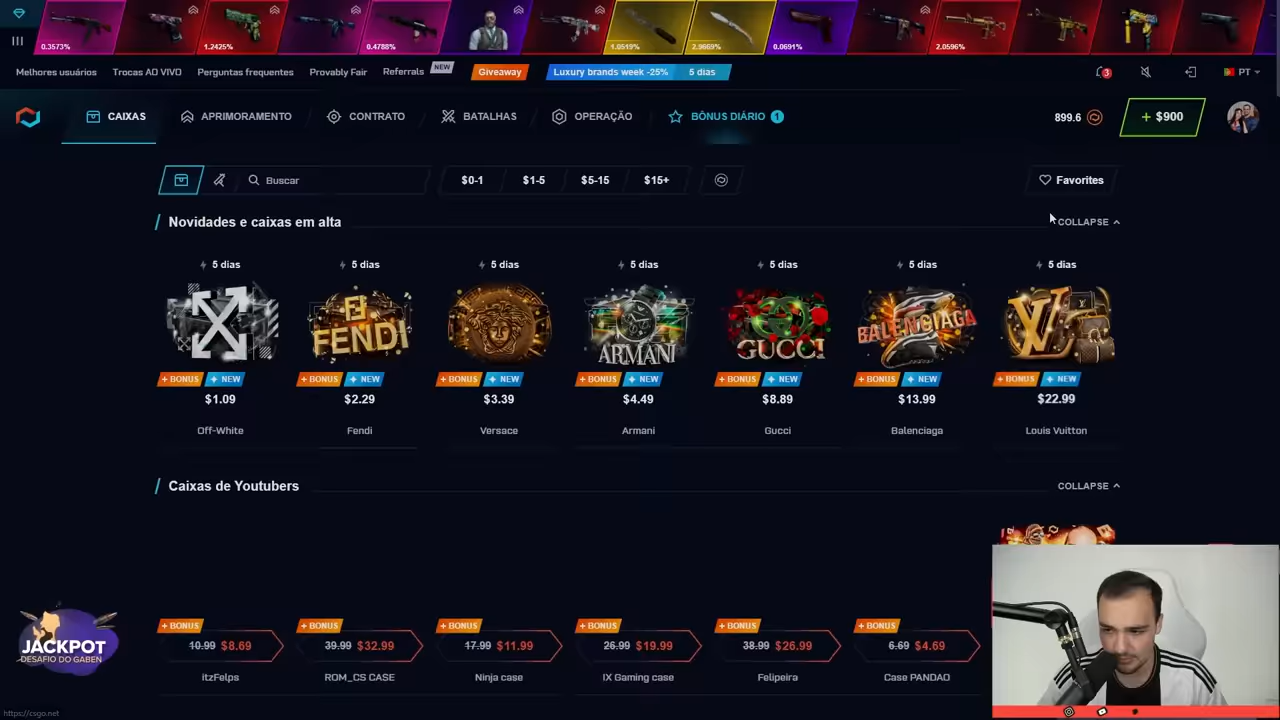 0.3573%
1.2425%
0.4788%
1.0519%
2.9669%
0.0691%
2.0596%
Melhores usuários
Trocas AO VIVO
Perguntas frequentes
Provably Fair
Referrals
NEW
Giveaway
Luxury brands week -25%
5 dias
3
PT
CAIXAS
APRIMORAMENTO
CONTRATO
BATALHAS
OPERAÇÃO
BÔNUS DIÁRIO 1
899.6
+ $900
Buscar
$0-1
$1-5
$5-15
$15+
Favorites
Novidades e caixas em alta
COLLAPSE
5 dias
5 dias
5 dias
5 dias
5 dias
5 dias
5 dias
FENDI
ARMANI
GUCCI
BALENCIAGA
LV
+ BONUS NEW
+ BONUS NEW
+ BONUS NEW
+ BONUS NEW
+ BONUS NEW
+ BONUS NEW
+ BONUS NEW
$1.09
$2.29
$3.39
$4.49
$8.89
$13.99
$22.99
Off-White
Fendi
Versace
Armani
Gucci
Balenciaga
Louis Vuitton
Caixas de Youtubers
COLLAPSE
JACKPOT
DESAFIO DO GABEN
+ BONUS
+ BONUS
+ BONUS
+ BONUS
+ BONUS
+ BONUS
10.99 $8.69
39.99 $32.99
17.99 $11.99
26.99 $19.99
38.99 $26.99
6.69 $4.69
itzFelps
ROM_CS CASE
Ninja case
IX Gaming case
Felipeira
Case PANDAO
https://csgo.net